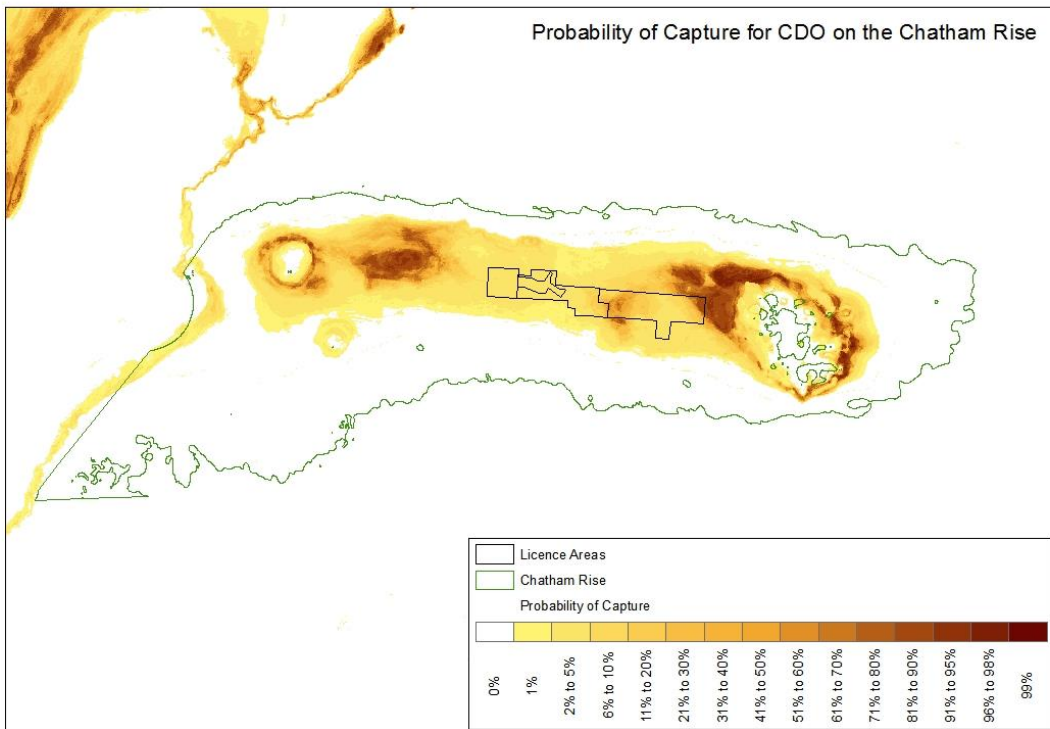 Probability of Capture for CDO on the Chatham Rise
Licence Areas
Chatham Rise
Probability of Capture
0%
1%
2% to 5%
6% to 10%
11% to 20%
21% to 30%
31% to 40%
41% to 50%
51% to 60%
61% to 70%
71% to 80%
81% to 90%
91% to 95%
96% to 98%
99%